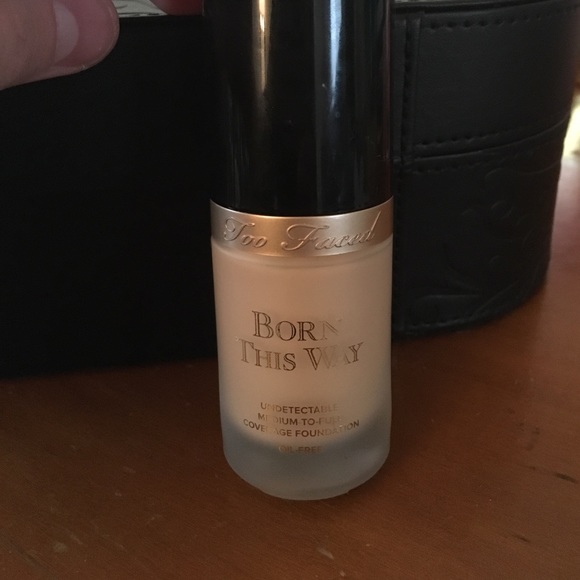 Too Faced
BORN
THIS WAY
UNDETECTABLE
MEDIUM-TO-FULL
COVERAGE FOUNDATION
OIL-FREE